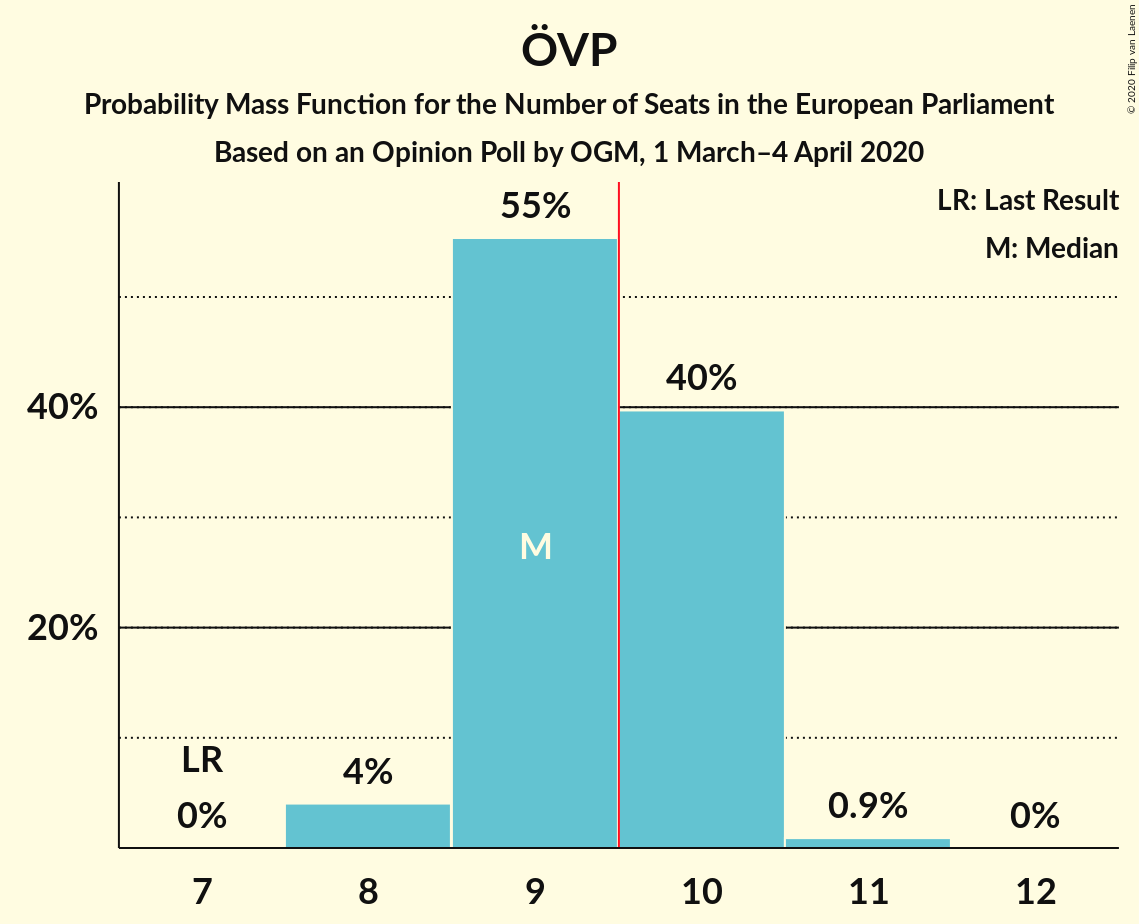 ÖVP
Probability Mass Function for the Number of Seats in the European Parliament
Based on an Opinion Poll by OGM, 1 March–4 April 2020
© 2020 Filip van Laenen
LR: Last Result
M: Median
55%
40%
40%
M
20%
LR
0%
4%
0.9%
0%
7 8 9 10 11 12